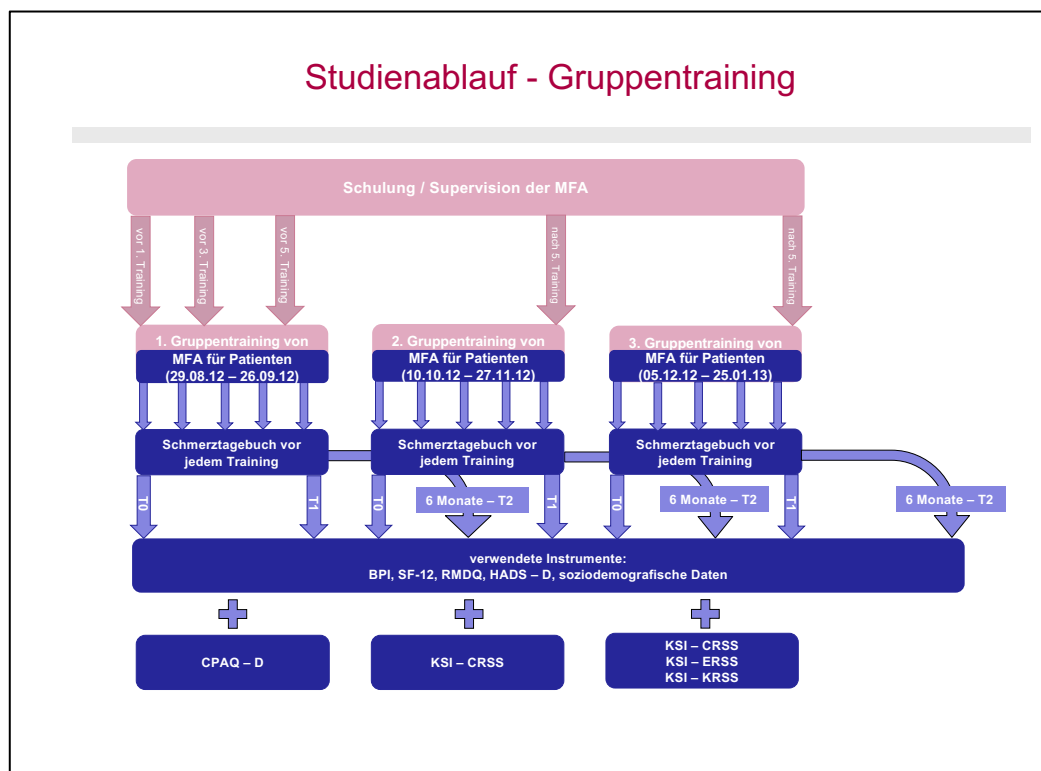 Studienablauf - Gruppentraining
Schulung / Supervision der MFA
vor 1. Training
vor 3. Training
vor 5. Training
nach 5. Training
nach 5. Training
1. Gruppentraining von
MFA für Patienten
(29.08.12 – 26.09.12)
2. Gruppentraining von
MFA für Patienten
(10.10.12 – 27.11.12)
3. Gruppentraining von
MFA für Patienten
(05.12.12 – 25.01.13)
Schmerztagebuch vor
jedem Training
Schmerztagebuch vor
jedem Training
Schmerztagebuch vor
jedem Training
T0
T1
T0
6 Monate – T2
T1
T0
6 Monate – T2
T1
6 Monate – T2
verwendete Instrumente:
BPI, SF-12, RMDQ, HADS – D, soziodemografische Daten
CPAQ – D
KSI – CRSS
KSI – CRSS
KSI – ERSS
KSI – KRSS